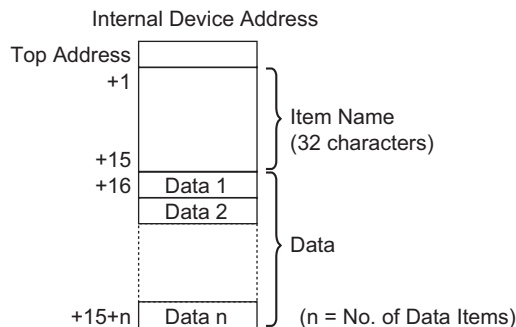 Internal Device Address
Top Address
+1
Item Name
(32 characters)
+15
+16 Data 1
Data 2
Data
+15+n Data n (n = No. of Data Items)